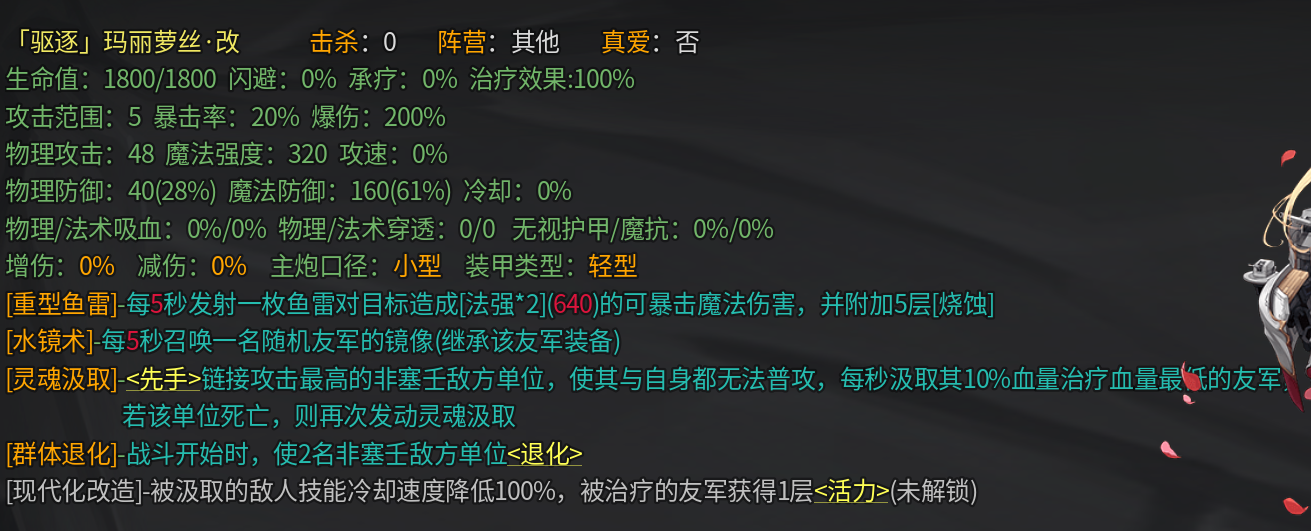 「驱逐」玛丽萝丝·改 击杀：0 阵营：其他 真爱：否
生命值：1800/1800 闪避：0% 承疗：0% 治疗效果:100%
攻击范围：5 暴击率：20% 爆伤：200%
物理攻击：48 魔法强度：320 攻速：0%
物理防御：40(28%) 魔法防御：160(61%) 冷却：0%
物理/法术吸血：0%/0% 物理/法术穿透：0/0 无视护甲/魔抗：0%/0%
增伤：0% 减伤：0% 主炮口径：小型 装甲类型：轻型
[重型鱼雷]-每5秒发射一枚鱼雷对目标造成[法强*2](640)的可暴击魔法伤害，并附加5层[烧蚀]
[水镜术]-每5秒召唤一名随机友军的镜像(继承该友军装备)
[灵魂汲取]-<先手>链接攻击最高的非塞壬敌方单位，使其与自身都无法普攻，每秒汲取其10%血量治疗血量最低的友军，
若该单位死亡，则再次发动灵魂汲取
[群体退化]-战斗开始时，使2名非塞壬敌方单位<退化>
[现代化改造]-被汲取的敌人技能冷却速度降低100%，被治疗的友军获得1层<活力>(未解锁)